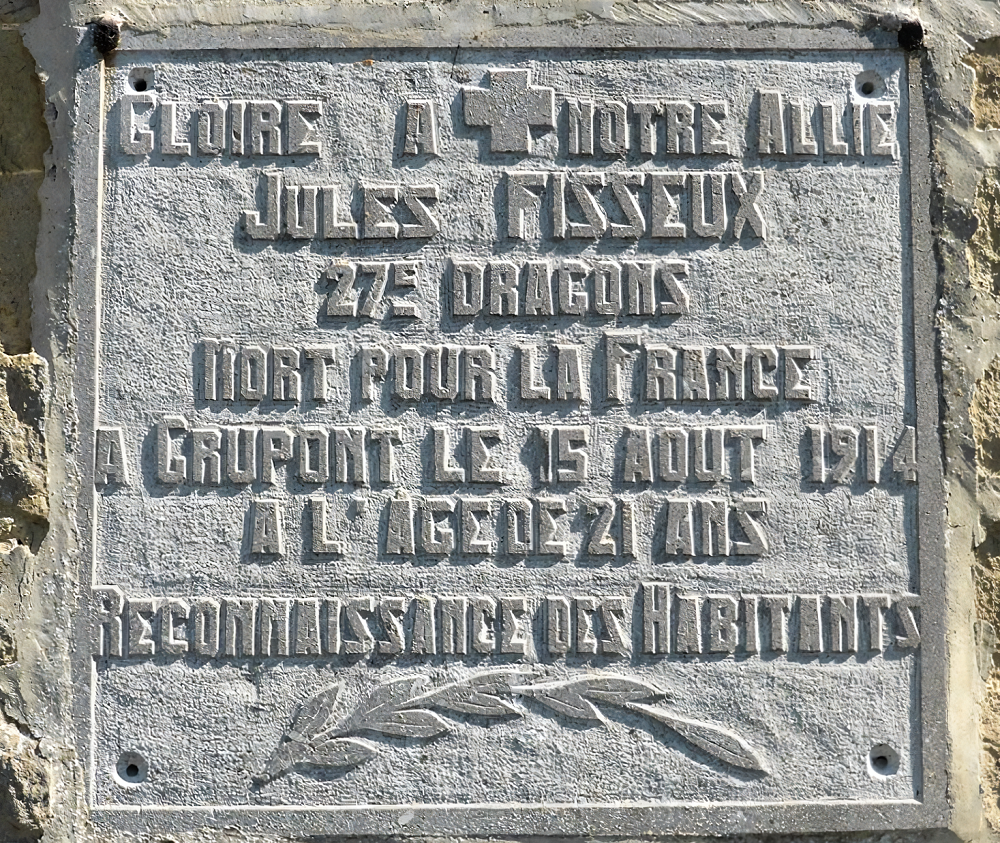 GLOIRE A NOTRE ALLIE
JULES FISSEUX
27E DRAGONS
MORT POUR LA FRANCE
A GRUPONT LE 15 AOUT 1914
A L'AGE DE 21 ANS
RECONNAISSANCE DES HABITANTS